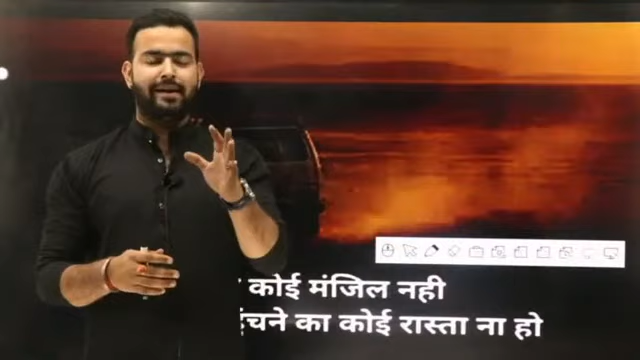 कोई मंजिल नही
का कोई रास्ता ना हो